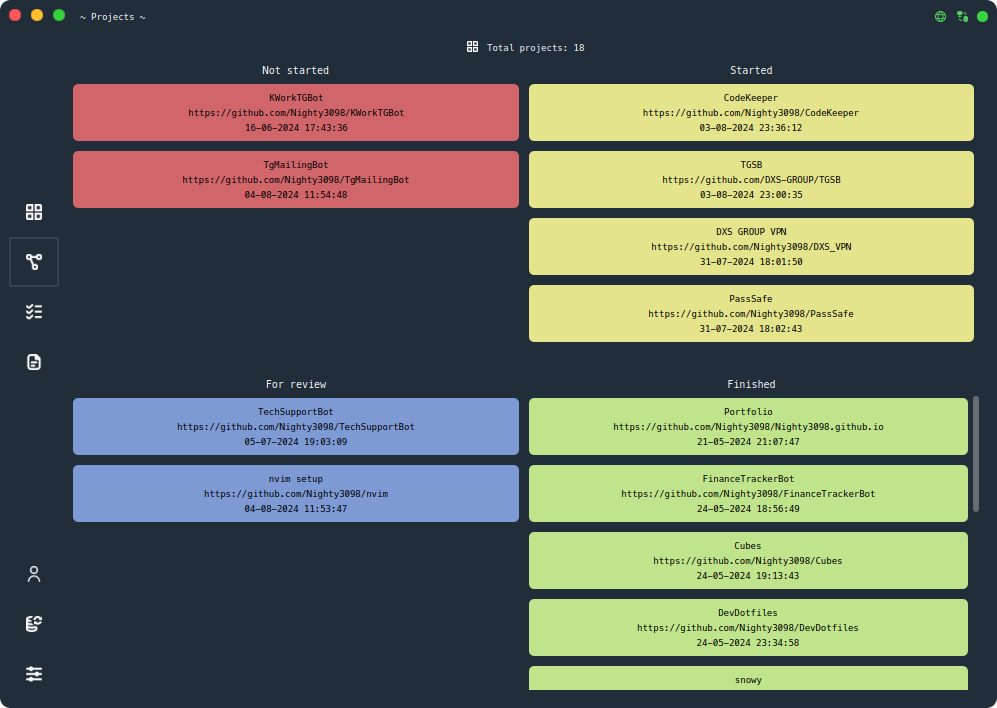 ~ Projects ~
Total projects: 18
Not started
KWorkTGBot
https://github.com/Nighty3098/KWorkTGBot
16-06-2024 17:43:36
TgMailingBot
https://github.com/Nighty3098/TgMailingBot
04-08-2024 11:54:48
Started
CodeKeeper
https://github.com/Nighty3098/CodeKeeper
03-08-2024 23:36:12
TGSB
https://github.com/DXS-GROUP/TGSB
03-08-2024 23:00:35
DXS GROUP VPN
https://github.com/Nighty3098/DXS_VPN
31-07-2024 18:01:50
PassSafe
https://github.com/Nighty3098/PassSafe
31-07-2024 18:02:43
For review
TechSupportBot
https://github.com/Nighty3098/TechSupportBot
05-07-2024 19:03:09
nvim setup
https://github.com/Nighty3098/nvim
04-08-2024 11:53:47
Finished
Portfolio
https://github.com/Nighty3098/Nighty3098.github.io
21-05-2024 21:07:47
FinanceTrackerBot
https://github.com/Nighty3098/FinanceTrackerBot
24-05-2024 18:56:49
Cubes
https://github.com/Nighty3098/Cubes
24-05-2024 19:13:43
DevDotfiles
https://github.com/Nighty3098/DevDotfiles
24-05-2024 23:34:58
snowy